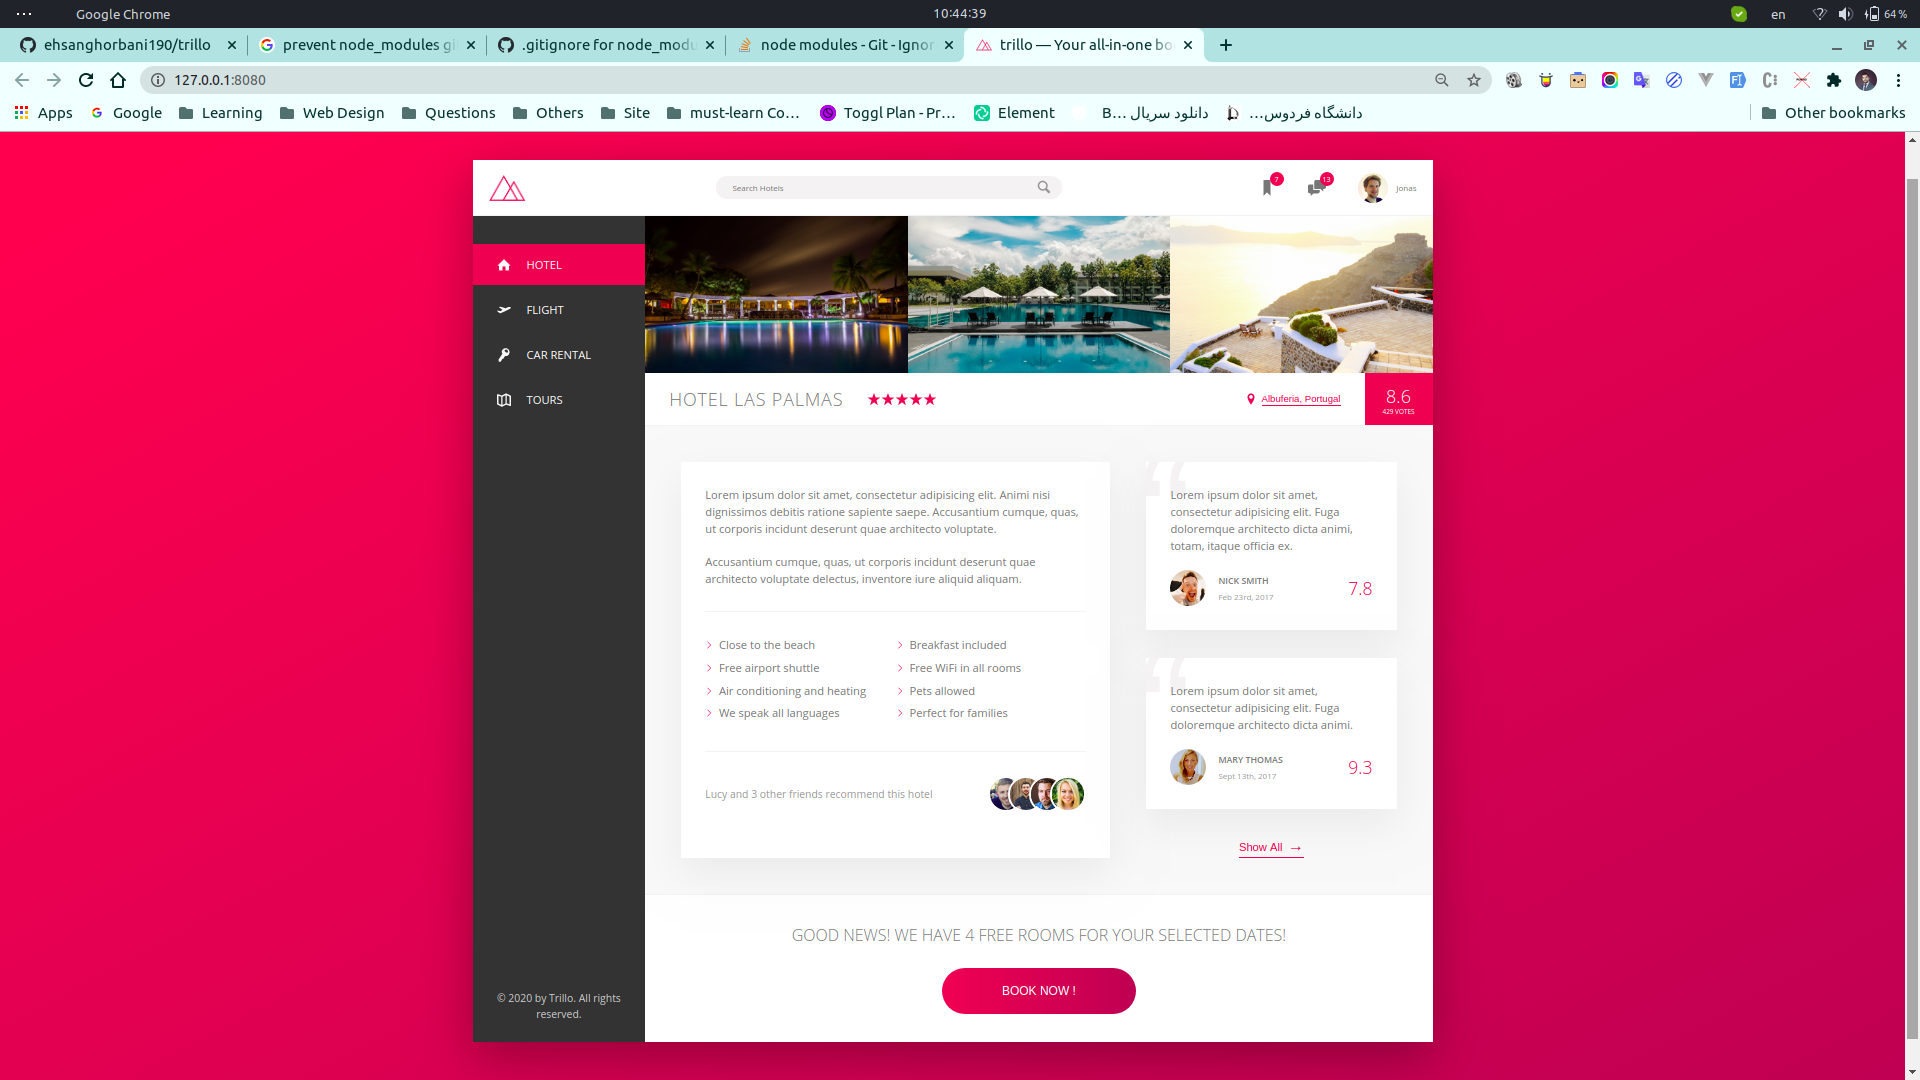 Google Chrome
10:44:39
en
64 %
ehsanghorbani190/trillo
prevent node_modules gi
.gitignore for node_modu
node modules - Git - Ignor
trillo — Your all-in-one bo
127.0.0.1:8080
Apps
Google
Learning
Web Design
Questions
Others
Site
must-learn Co…
Toggl Plan - Pr…
Element
دانلود سریال B…
دانشگاه فردوس…
Other bookmarks
Search Hotels
7
13
Jonas
HOTEL
FLIGHT
CAR RENTAL
TOURS
© 2020 by Trillo. All rights
reserved.
HOTEL LAS PALMAS
Albuferia, Portugal
8.6
429 VOTES
Lorem ipsum dolor sit amet, consectetur adipisicing elit. Animi nisi
dignissimos debitis ratione sapiente saepe. Accusantium cumque, quas,
ut corporis incidunt deserunt quae architecto voluptate.
Accusantium cumque, quas, ut corporis incidunt deserunt quae
architecto voluptate delectus, inventore iure aliquid aliquam.
Close to the beach
Breakfast included
Free airport shuttle
Free WiFi in all rooms
Air conditioning and heating
Pets allowed
We speak all languages
Perfect for families
Lucy and 3 other friends recommend this hotel
“
Lorem ipsum dolor sit amet,
consectetur adipisicing elit. Fuga
doloremque architecto dicta animi,
totam, itaque officia ex.
NICK SMITH
Feb 23rd, 2017
7.8
“
Lorem ipsum dolor sit amet,
consectetur adipisicing elit. Fuga
doloremque architecto dicta animi.
MARY THOMAS
Sept 13th, 2017
9.3
Show All →
GOOD NEWS! WE HAVE 4 FREE ROOMS FOR YOUR SELECTED DATES!
BOOK NOW !